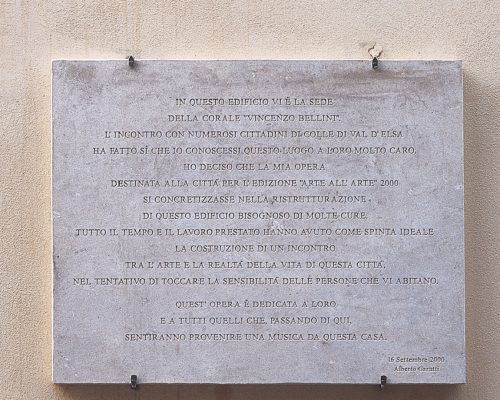 IN QUESTO EDIFICIO VI È LA SEDE
DELLA CORALE "VINCENZO BELLINI".
L'INCONTRO CON NUMEROSI CITTADINI DI COLLE DI VAL D'ELSA
HA FATTO SÌ CHE IO CONOSCESSI QUESTO LUOGO A LORO MOLTO CARO.
HO DECISO CHE LA MIA OPERA
DESTINATA ALLA CITTÁ PER L'EDIZIONE "ARTE ALL'ARTE" 2000
SI CONCRETIZZASSE NELLA RISTRUTTURAZIONE
DI QUESTO EDIFICIO BISOGNOSO DI MOLTE CURE.
TUTTO IL TEMPO E IL LAVORO PRESTATO HANNO AVUTO COME SPINTA IDEALE
LA COSTRUZIONE DI UN INCONTRO
TRA L'ARTE E LA REALTÁ DELLA VITA DI QUESTA CITTÁ,
NEL TENTATIVO DI TOCCARE LA SENSIBILITÁ DELLE PERSONE CHE VI ABITANO.
QUEST'OPERA È DEDICATA A LORO
E A TUTTI QUELLI CHE, PASSANDO DI QUI,
SENTIRANNO PROVENIRE UNA MUSICA DA QUESTA CASA.
16 Settembre 2000
Alberto Garutti